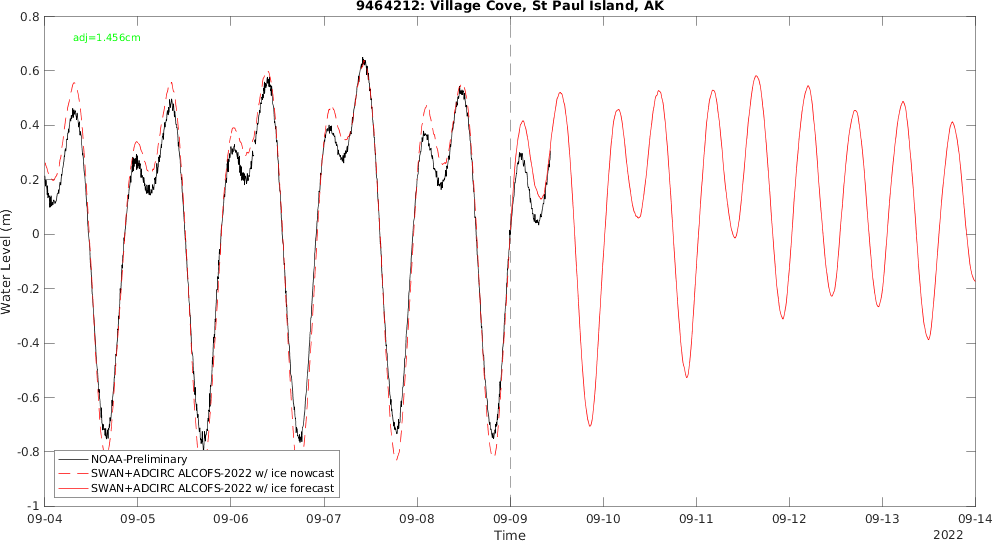 9464212: Village Cove, St Paul Island, AK
adj=1.456cm
0.8
0.6
0.4
0.2
0
-0.2
-0.4
-0.6
-0.8
-1
Water Level (m)
NOAA-Preliminary
SWAN+ADCIRC ALCOFS-2022 w/ ice nowcast
SWAN+ADCIRC ALCOFS-2022 w/ ice forecast
09-04 09-05 09-06 09-07 09-08 09-09 09-10 09-11 09-12 09-13 09-14
Time
2022